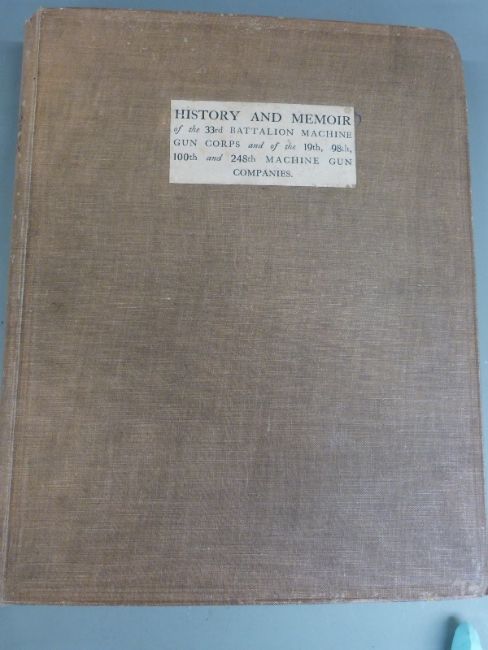 HISTORY AND MEMOIR
of the 33rd BATTALION MACHINE
GUN CORPS and of the 19th, 98th,
100th and 248th MACHINE GUN
COMPANIES.